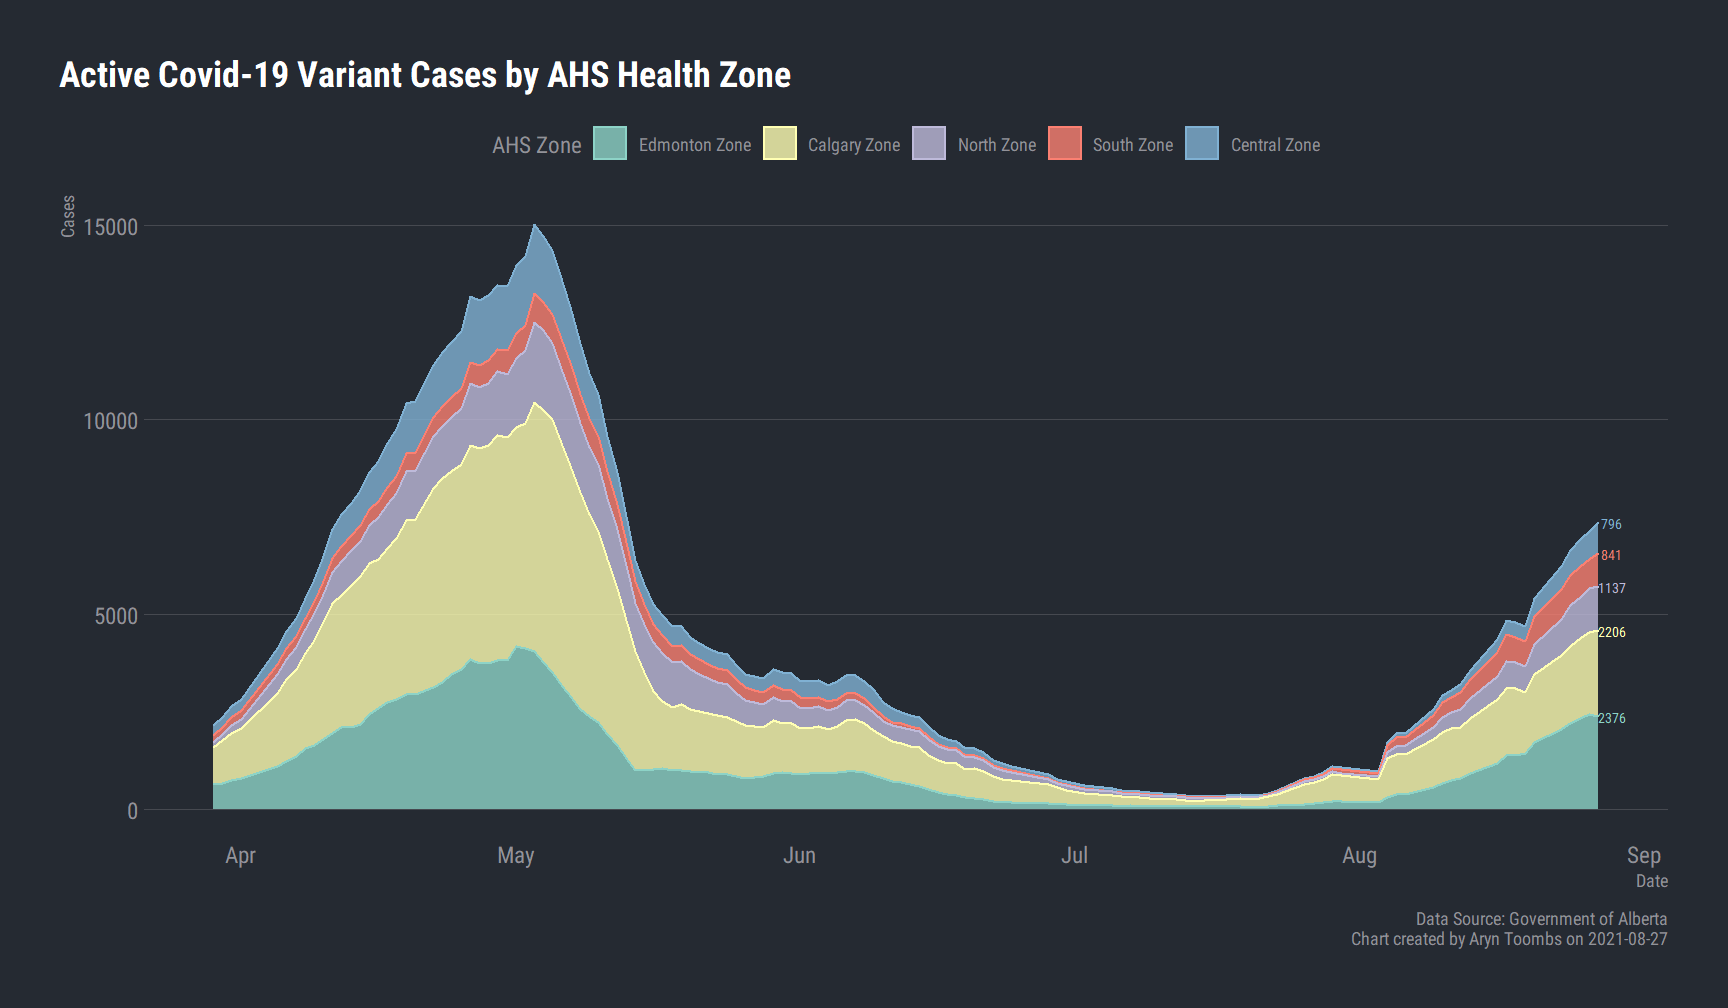 Active Covid-19 Variant Cases by AHS Health Zone
AHS Zone Edmonton Zone Calgary Zone North Zone South Zone Central Zone
Cases
15000
10000
5000
0
796
841
1137
2206
2376
Apr May Jun Jul Aug Sep
Date
Data Source: Government of Alberta
Chart created by Aryn Toombs on 2021-08-27